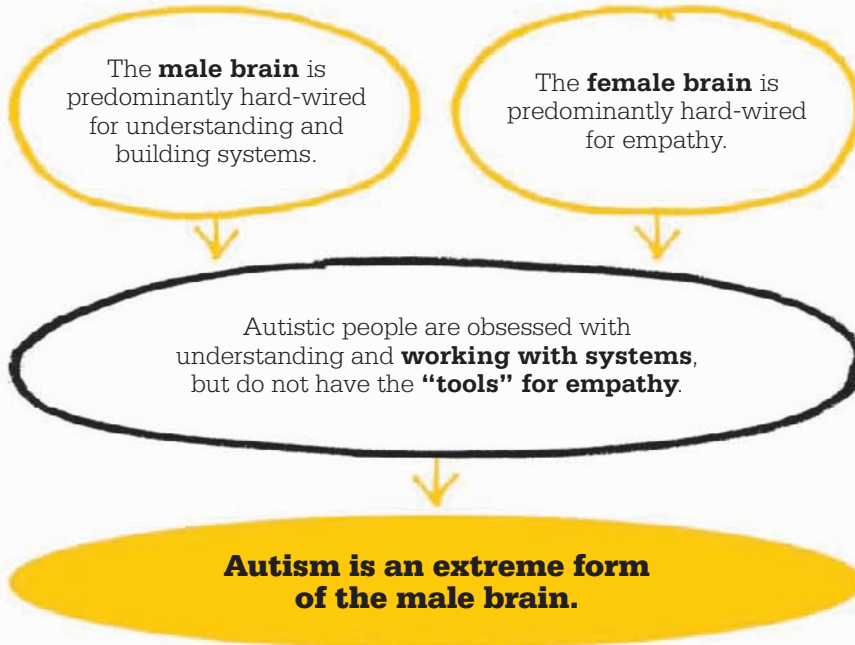 The male brain is
predominantly hard-wired
for understanding and
building systems.
The female brain is
predominantly hard-wired
for empathy.
Autistic people are obsessed with
understanding and working with systems,
but do not have the “tools” for empathy.
Autism is an extreme form
of the male brain.